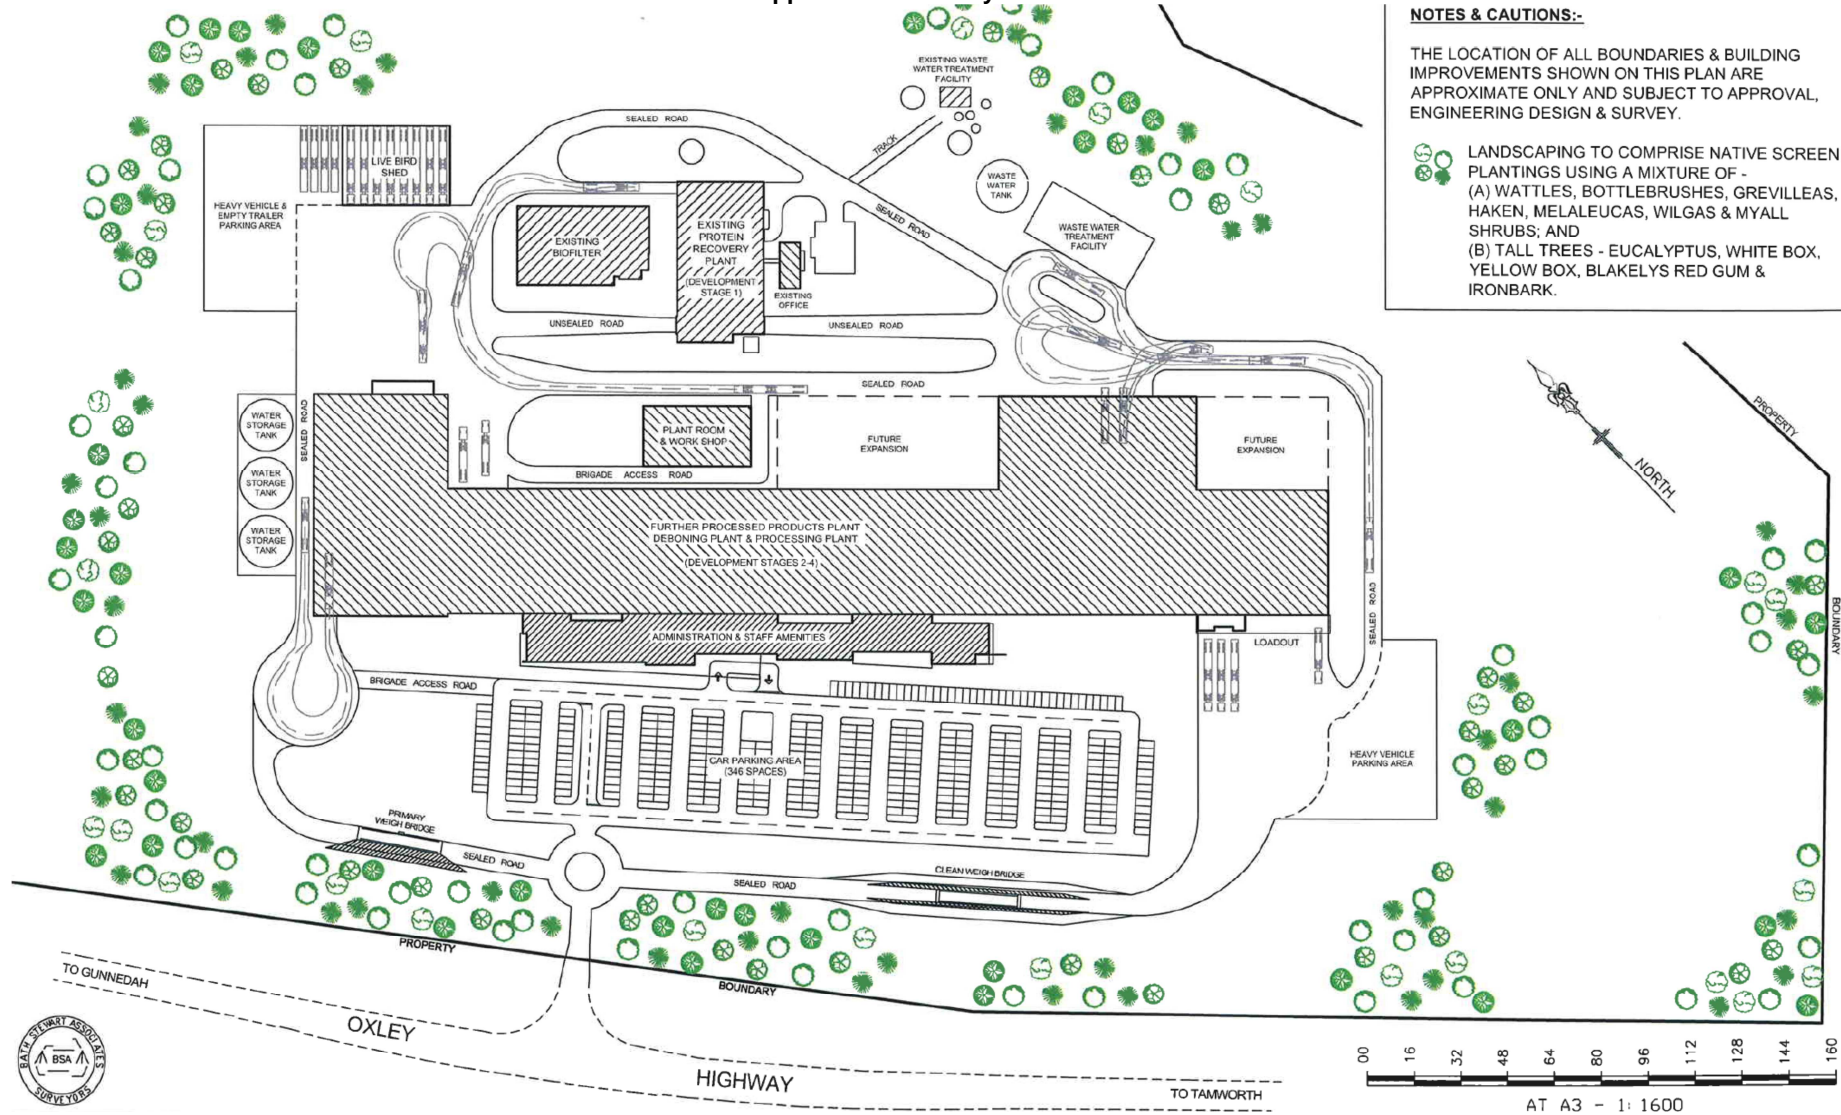 NOTES & CAUTIONS:-
THE LOCATION OF ALL BOUNDARIES & BUILDING
IMPROVEMENTS SHOWN ON THIS PLAN ARE
APPROXIMATE ONLY AND SUBJECT TO APPROVAL,
ENGINEERING DESIGN & SURVEY.
LANDSCAPING TO COMPRISE NATIVE SCREEN
PLANTINGS USING A MIXTURE OF -
(A) WATTLES, BOTTLEBRUSHES, GREVILLEAS,
HAKEN, MELALEUCAS, WILGAS & MYALL
SHRUBS; AND
(B) TALL TREES - EUCALYPTUS, WHITE BOX,
YELLOW BOX, BLAKELYS RED GUM &
IRONBARK.
EXISTING WASTE
WATER TREATMENT
FACILITY
SEALED ROAD
TRACK
LIVE BIRD
SHED
WASTE
WATER
TANK
HEAVY VEHICLE &
EMPTY TRAILER
PARKING AREA
EXISTING
BIOFILTER
EXISTING
PROTEIN
RECOVERY
PLANT
(DEVELOPMENT
STAGE 1)
SEALED ROAD
WASTE WATER
TREATMENT
FACILITY
EXISTING
OFFICE
UNSEALED ROAD
UNSEALED ROAD
SEALED ROAD
WATER
STORAGE
TANK
WATER
STORAGE
TANK
WATER
STORAGE
TANK
SEALED ROAD
PLANT ROOM
& WORK SHOP
BRIGADE ACCESS ROAD
FUTURE
EXPANSION
FUTURE
EXPANSION
PROPERTY
BOUNDARY
NORTH
FURTHER PROCESSED PRODUCTS PLANT
DEBONING PLANT & PROCESSING PLANT
(DEVELOPMENT STAGES 2-4)
SEALED ROAD
ADMINISTRATION & STAFF AMENITIES
LOADOUT
BRIGADE ACCESS ROAD
CAR PARKING AREA
(346 SPACES)
HEAVY VEHICLE
PARKING AREA
PRIMARY
WEIGH BRIDGE
SEALED ROAD
SEALED ROAD
CLEAN WEIGH BRIDGE
PROPERTY
BOUNDARY
TO GUNNEDAH
OXLEY
HIGHWAY
TO TAMWORTH
BATH STEWART ASSOCIATES
BSA
SURVEYORS
00 16 32 48 64 80 96 112 128 144 160
AT A3 - 1:1600